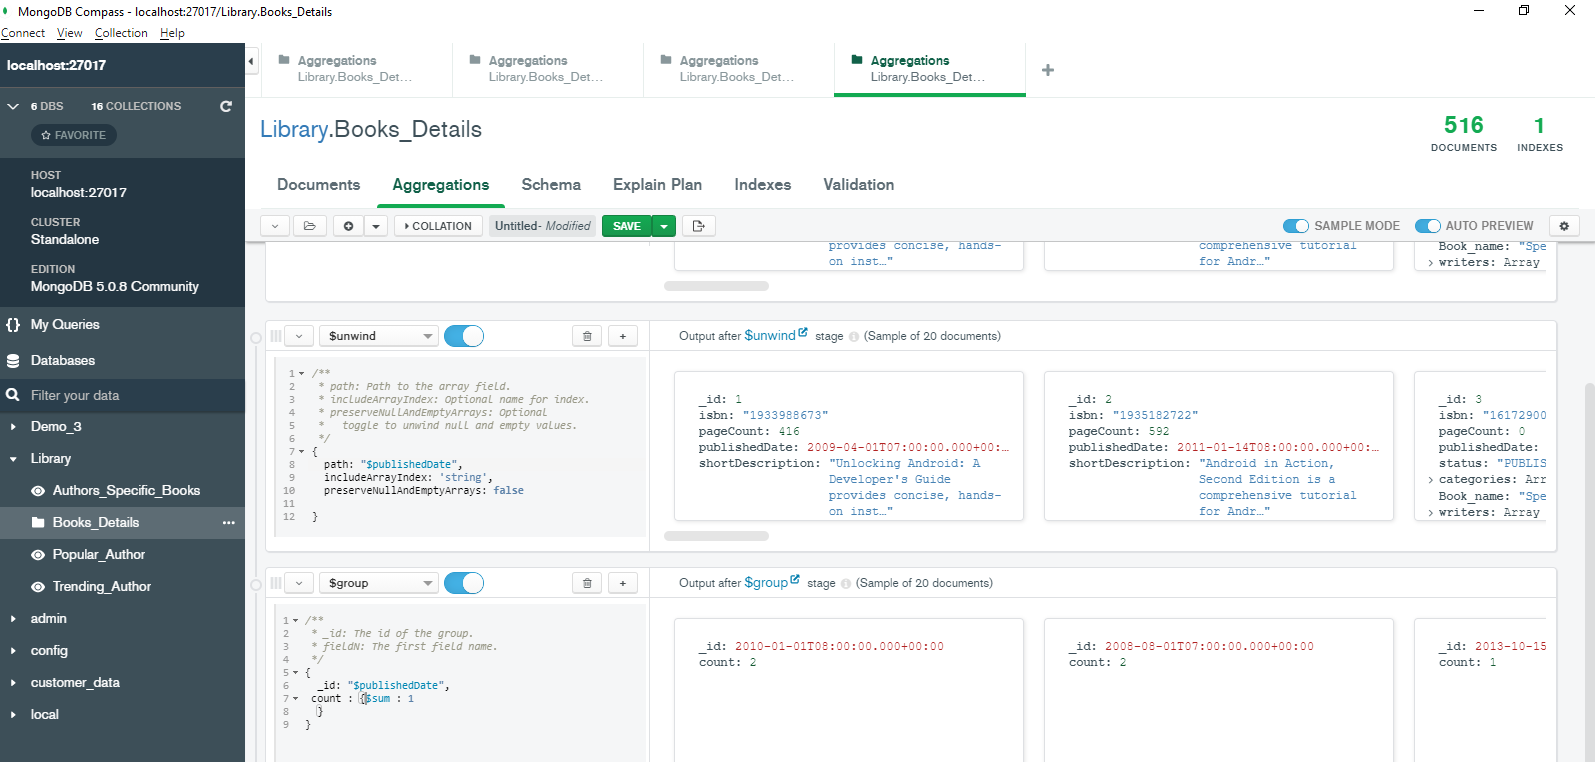 MongoDB Compass - localhost:27017/Library.Books_Details
Connect View Collection Help
localhost:27017
6 DBS 16 COLLECTIONS
FAVORITE
HOST
localhost:27017
CLUSTER
Standalone
EDITION
MongoDB 5.0.8 Community
{} My Queries
Databases
Filter your data
Demo_3
Library
Authors_Specific_Books
Books_Details ...
Popular_Author
Trending_Author
admin
config
customer_data
local
Aggregations
Library.Books_Det...
Aggregations
Library.Books_Det...
Aggregations
Library.Books_Det...
Aggregations
Library.Books_Det...
+
Library.Books_Details
516
DOCUMENTS
1
INDEXES
Documents Aggregations Schema Explain Plan Indexes Validation
COLLATION Untitled- Modified SAVE SAMPLE MODE AUTO PREVIEW
provides concise, hands-
on inst…"
comprehensive tutorial
for Andr…"
Book_name: "Spe
> writers: Array
$unwind
+
Output after $unwind stage (Sample of 20 documents)
1 /**
2 * path: Path to the array field.
3 * includeArrayIndex: Optional name for index.
4 * preserveNullAndEmptyArrays: Optional
5 * toggle to unwind null and empty values.
6 */
7 {
8 path: "$publishedDate",
9 includeArrayIndex: 'string',
10 preserveNullAndEmptyArrays: false
11
12 }
_id: 1
isbn: "1933988673"
pageCount: 416
publishedDate: 2009-04-01T07:00:00.000+00:…
shortDescription: "Unlocking Android: A
Developer's Guide
provides concise, hands-
on inst…"
_id: 2
isbn: "1935182722"
pageCount: 592
publishedDate: 2011-01-14T08:00:00.000+00:…
shortDescription: "Android in Action,
Second Edition is a
comprehensive tutorial
for Andr…"
_id: 3
isbn: "16172900
pageCount: 0
publishedDate:
status: "PUBLIS
> categories: Arr
Book_name: "Spe
> writers: Array
$group
+
Output after $group stage (Sample of 20 documents)
1 /**
2 * _id: The id of the group.
3 * fieldN: The first field name.
4 */
5 {
6 _id: "$publishedDate",
7 count : {$sum : 1
8 }
9 }
_id: 2010-01-01T08:00:00.000+00:00
count: 2
_id: 2008-08-01T07:00:00.000+00:00
count: 2
_id: 2013-10-15
count: 1